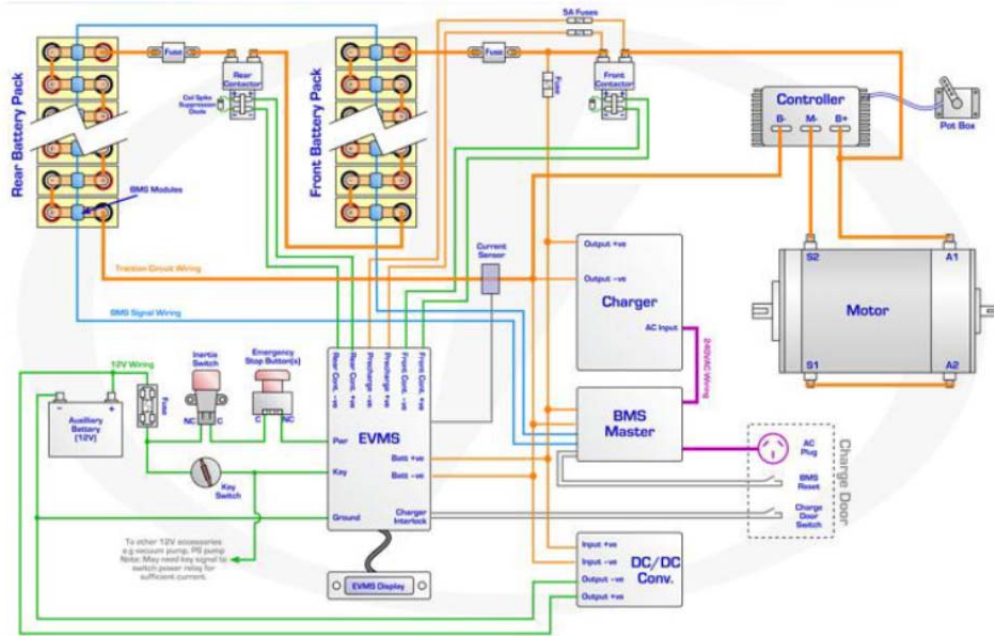 5A Fuses
Rear Battery Pack
Fuse
Rear
Contactor
Coil Spike
Suppression
Diode
BMS Modules
Front Battery Pack
Fuse
Fuse
Front
Contactor
Controller
B-
M-
B+
Pot Box
Traction Circuit Wiring
BMS Signal Wiring
Current
Sensor
Output +ve
Output -ve
Charger
AC Input
240VAC Wiring
S2
A1
Motor
S1
A2
12V Wiring
Inertia
Switch
Emergency
Stop Button(s)
Fuse
NC
C
C
NC
Auxiliary
Battery
(12V)
-
+
Key
Switch
Rear Cont. -ve
Rear Cont. +ve
Precharge -ve
Precharge +ve
Front Cont. -ve
Front Cont. +ve
EVMS
Pwr
Key
Ground
Batt +ve
Batt -ve
Charger
Interlock
EVMS Display
BMS
Master
AC
Plug
BMS
Reset
Charge
Door
Switch
Charge Door
To other 12V accessories
e.g vacuum pump, PS pump
Note: May need key signal to
switch power relay for
sufficient current.
Input +ve
Input -ve
Output -ve
Output +ve
DC/DC
Conv.